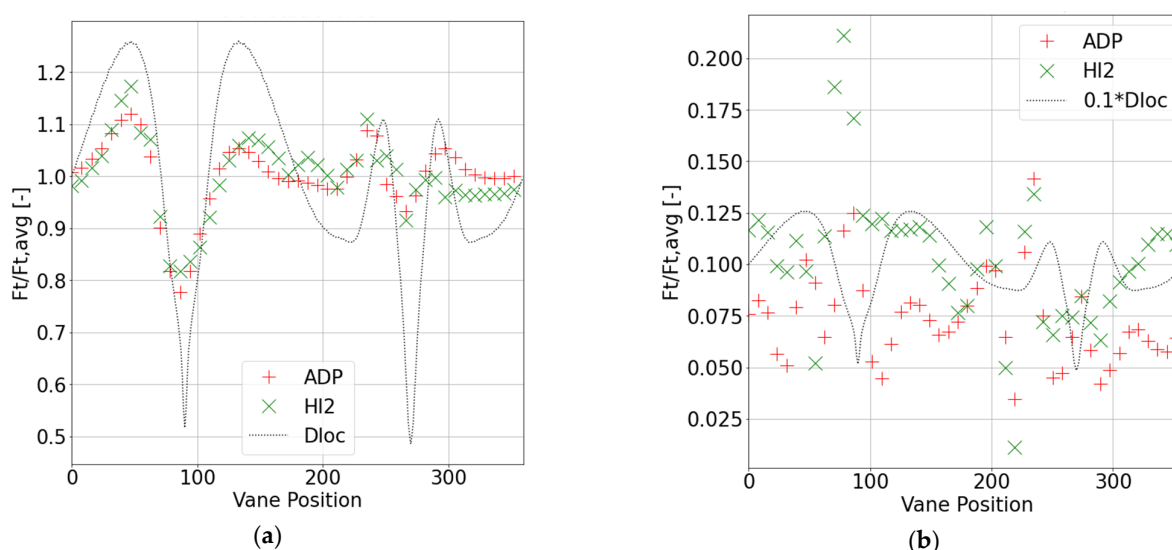 1.2
1.1
1.0
0.9
0.8
0.7
0.6
0.5
Ft/Ft,avg [-]
ADP
HI2
Dloc
0 100 200 300
Vane Position
(a)
0.200
0.175
0.150
0.125
0.100
0.075
0.050
0.025
Ft/Ft,avg [-]
ADP
HI2
0.1*Dloc
0 100 200 300
Vane Position
(b)